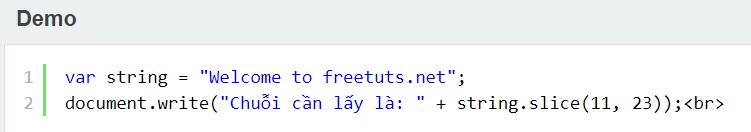 Demo
1 var string = "Welcome to freetuts.net";
2 document.write("Chuỗi cần lấy là: " + string.slice(11, 23));<br>